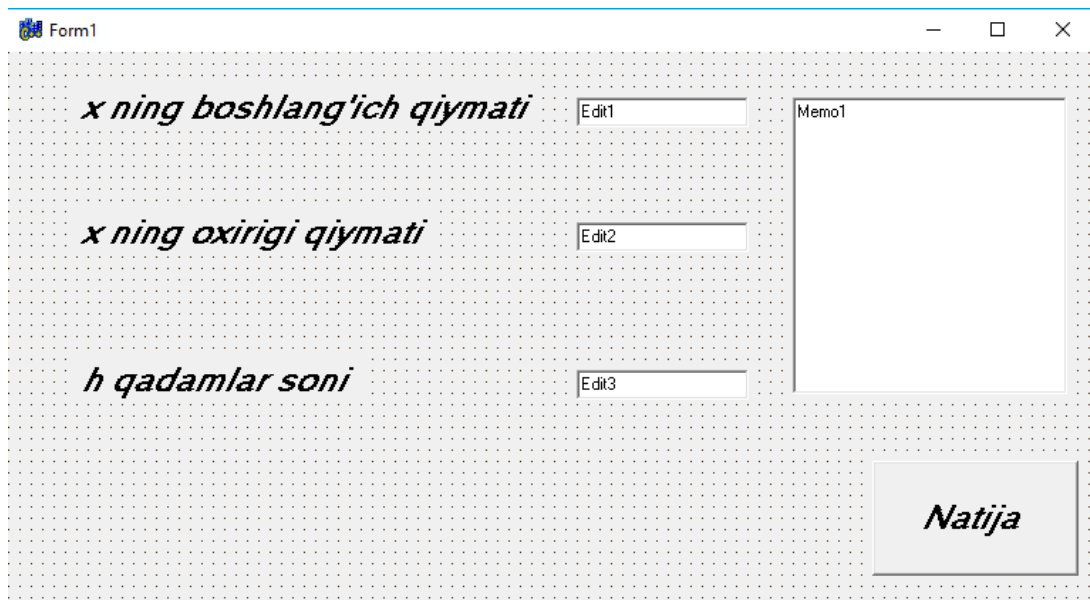 Form1
x ning boshlang'ich qiymati
Edit1
Memo1
x ning oxirigi qiymati
Edit2
h qadamlar soni
Edit3
Natija